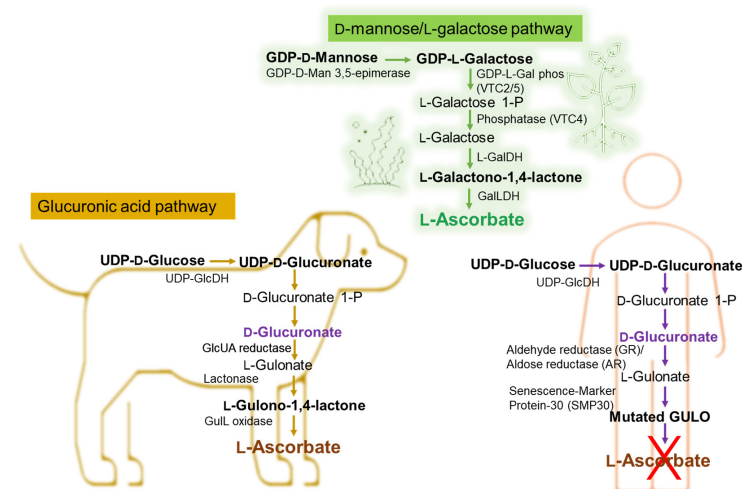 D-mannose/L-galactose pathway
GDP-D-Mannose
GDP-L-Galactose
GDP-D-Man 3,5-epimerase
GDP-L-Gal phos
(VTC2/5)
L-Galactose 1-P
Phosphatase (VTC4)
L-Galactose
L-GalDH
L-Galactono-1,4-lactone
GalLDH
L-Ascorbate
Glucuronic acid pathway
UDP-D-Glucose
UDP-D-Glucuronate
UDP-GlcDH
D-Glucuronate 1-P
D-Glucuronate
GlcUA reductase
L-Gulonate
Lactonase
L-Gulono-1,4-lactone
GulL oxidase
L-Ascorbate
UDP-D-Glucose
UDP-D-Glucuronate
UDP-GlcDH
D-Glucuronate 1-P
D-Glucuronate
Aldehyde reductase (GR)/
Aldose reductase (AR)
L-Gulonate
Senescence-Marker
Protein-30 (SMP30)
Mutated GULO
L-Ascorbate